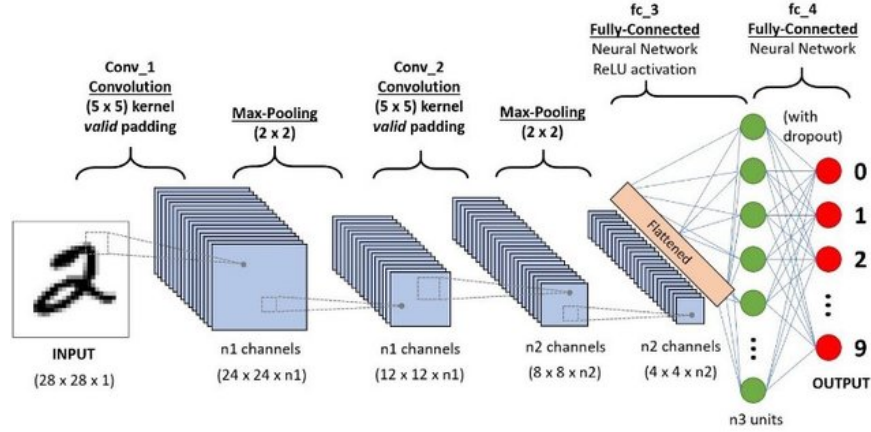 Conv_1
Convolution
(5 x 5) kernel
valid padding
Max-Pooling
(2 x 2)
Conv_2
Convolution
(5 x 5) kernel
valid padding
Max-Pooling
(2 x 2)
fc_3
Fully-Connected
Neural Network
ReLU activation
fc_4
Fully-Connected
Neural Network
(with
dropout)
Flattened
0
1
2
9
2
INPUT
(28 x 28 x 1)
n1 channels
(24 x 24 x n1)
n1 channels
(12 x 12 x n1)
n2 channels
(8 x 8 x n2)
n2 channels
(4 x 4 x n2)
n3 units
OUTPUT